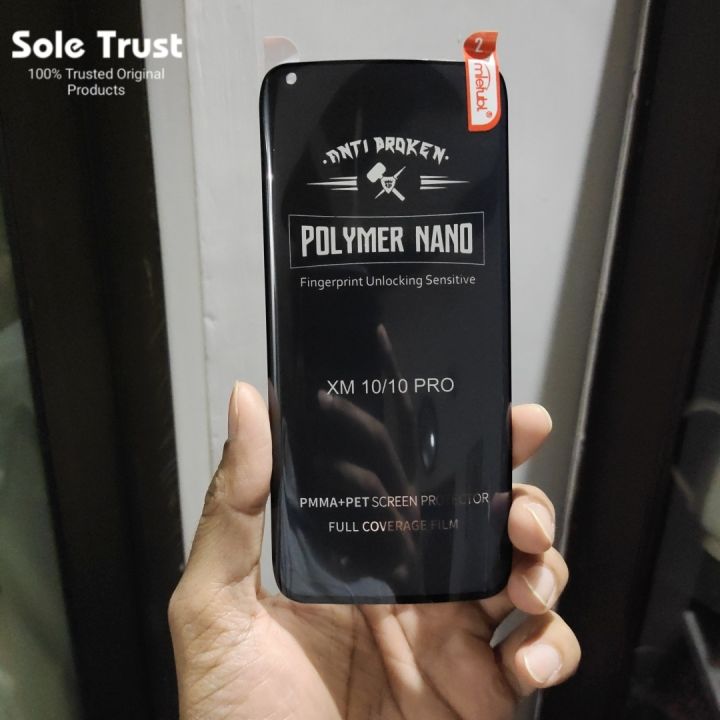 Sole Trust
100% Trusted Original
Products
2
mletubl®
·ANTI BROKEN·
POLYMER NANO
Fingerprint Unlocking Sensitive
XM 10/10 PRO
PMMA+PET SCREEN PROTECTOR
FULL COVERAGE FILM